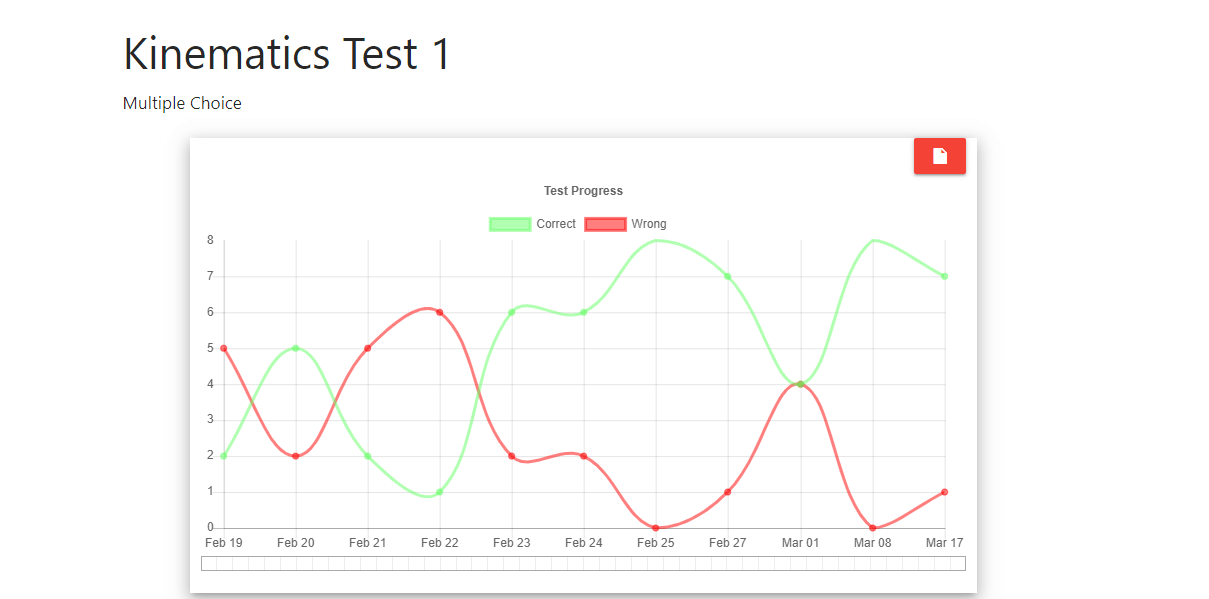 Kinematics Test 1
Multiple Choice
Test Progress
Correct Wrong
8
7
6
5
4
3
2
1
0
Feb 19 Feb 20 Feb 21 Feb 22 Feb 23 Feb 24 Feb 25 Feb 27 Mar 01 Mar 08 Mar 17